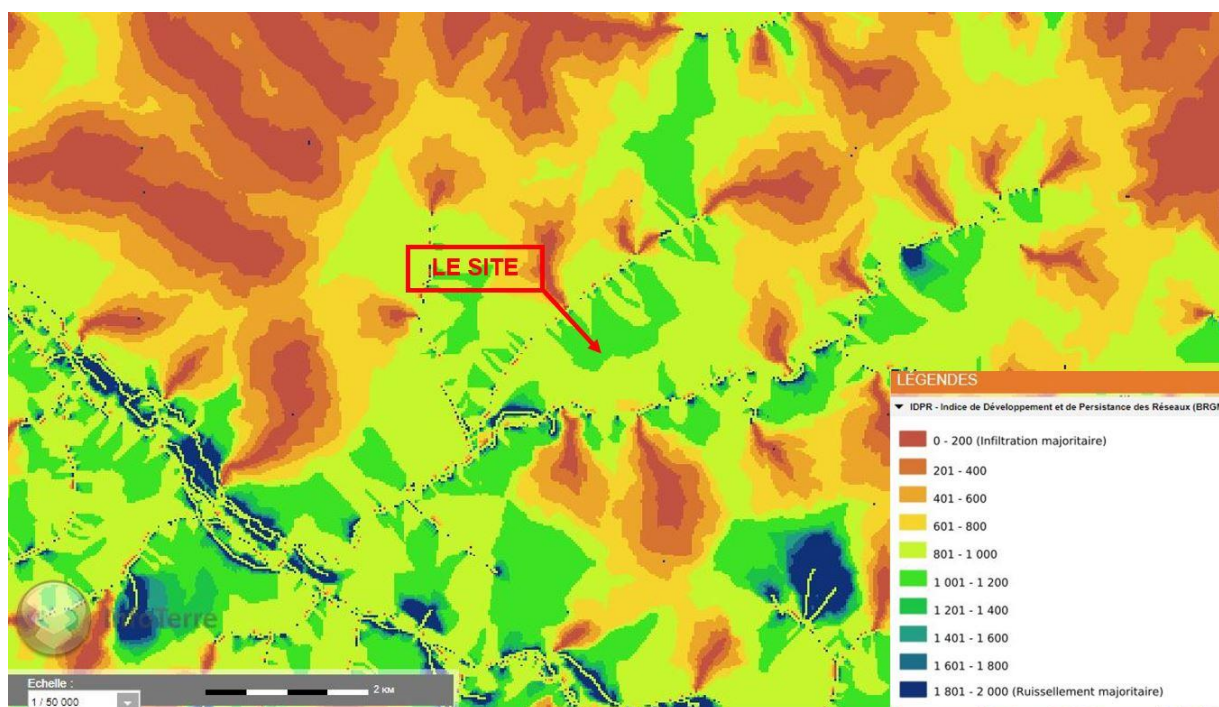 LE SITE
LÉGENDES
IDPR - Indice de Développement et de Persistance des Réseaux (BRGM
0 - 200 (Infiltration majoritaire)
201 - 400
401 - 600
601 - 800
801 - 1 000
1 001 - 1 200
1 201 - 1 400
1 401 - 1 600
1 601 - 1 800
1 801 - 2 000 (Ruissellement majoritaire)
InfoTerre
Echelle :
1 / 50 000
2 KM